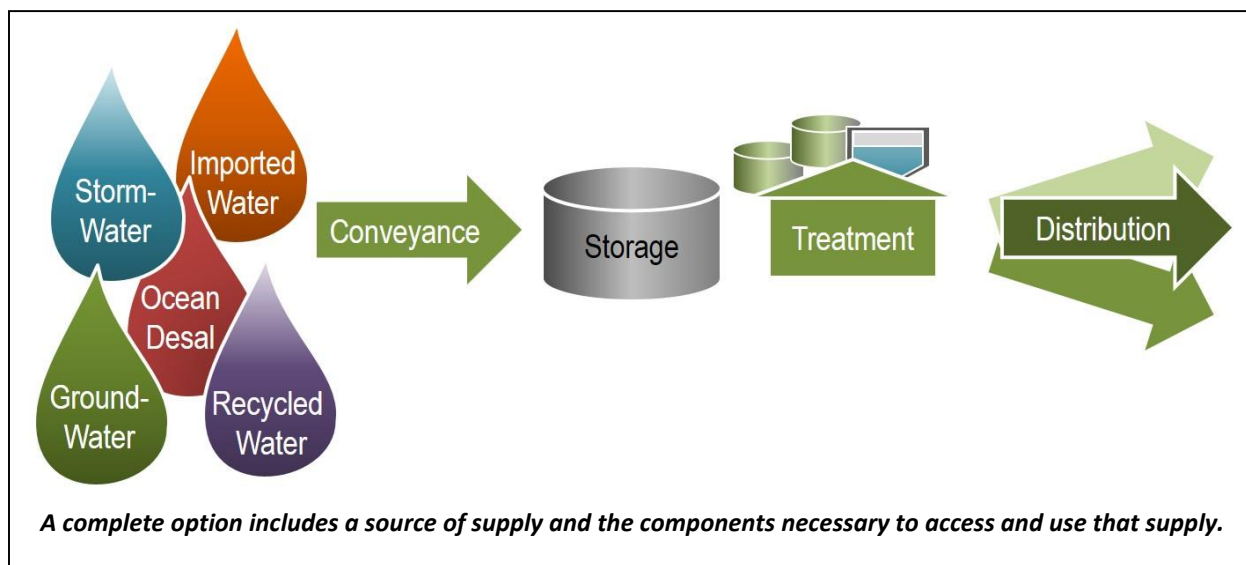 Storm-
Water
Imported
Water
Ocean
Desal
Ground-
Water
Recycled
Water
Conveyance
Storage
Treatment
Distribution
A complete option includes a source of supply and the components necessary to access and use that supply.